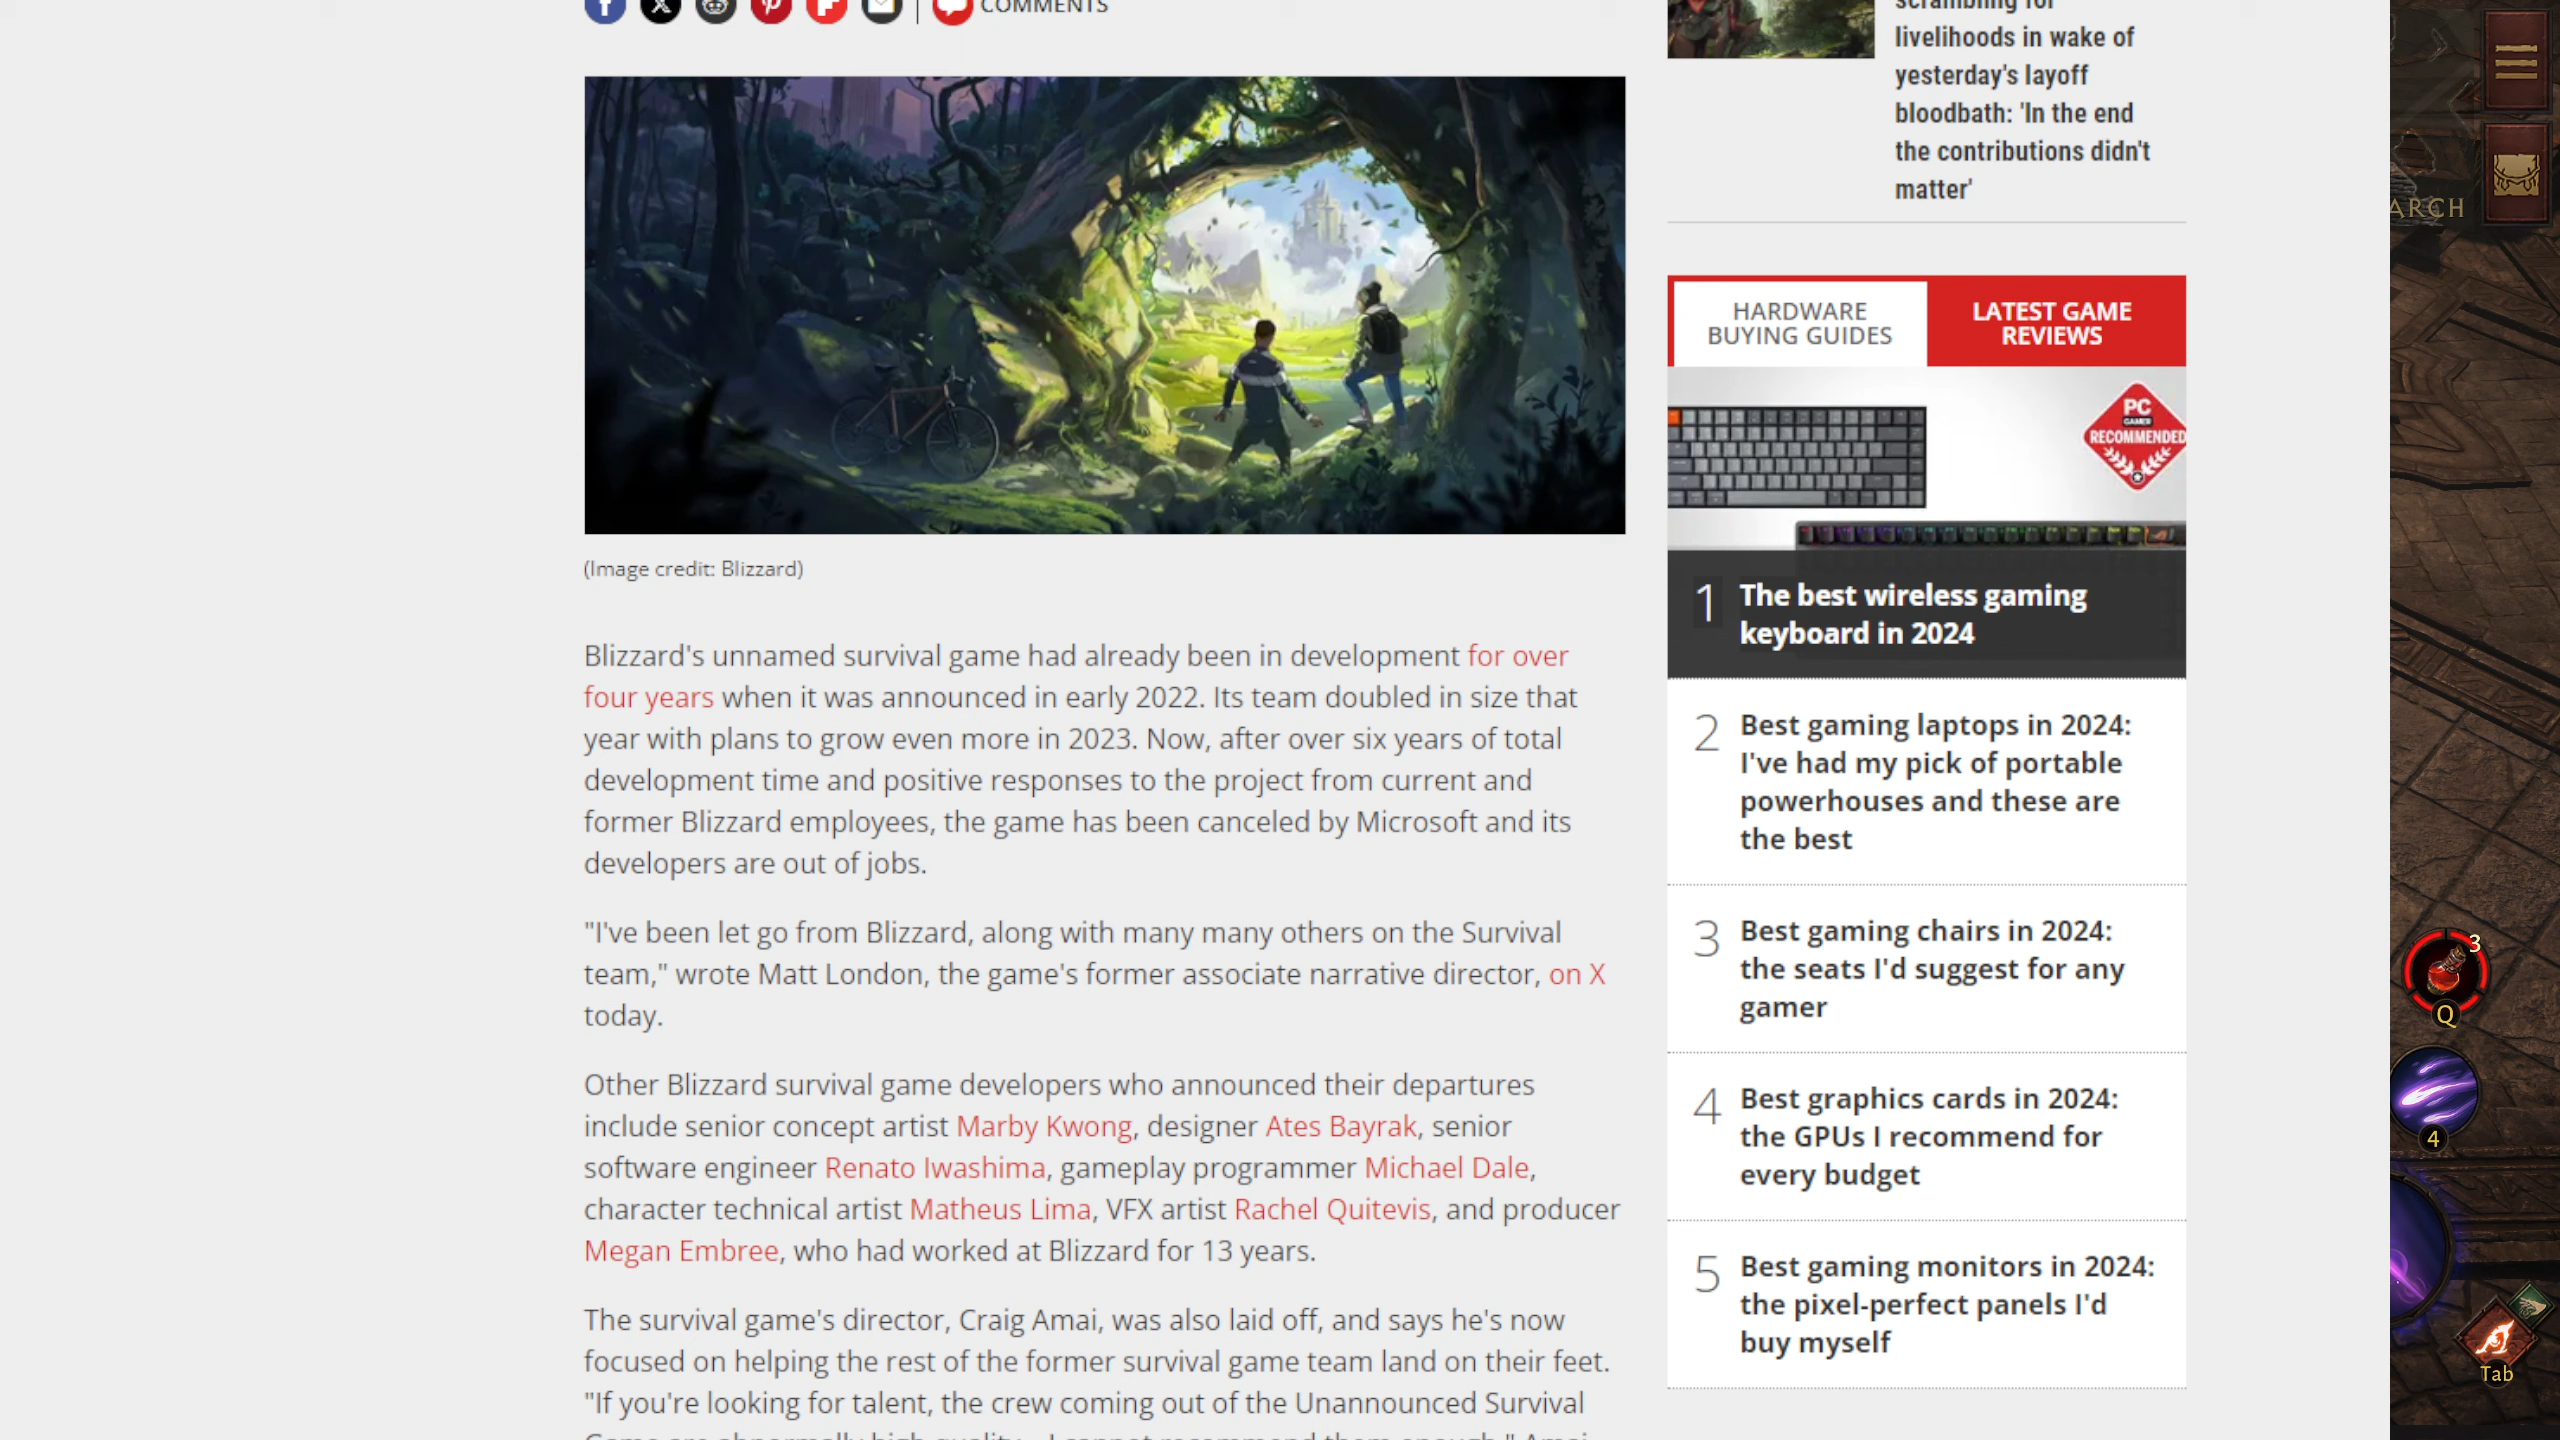 COMMENTS
(Image credit: Blizzard)
Blizzard's unnamed survival game had already been in development for over
four years when it was announced in early 2022. Its team doubled in size that
year with plans to grow even more in 2023. Now, after over six years of total
development time and positive responses to the project from current and
former Blizzard employees, the game has been canceled by Microsoft and its
developers are out of jobs.
"I've been let go from Blizzard, along with many many others on the Survival
team," wrote Matt London, the game's former associate narrative director, on X
today.
Other Blizzard survival game developers who announced their departures
include senior concept artist Marby Kwong, designer Ates Bayrak, senior
software engineer Renato Iwashima, gameplay programmer Michael Dale,
character technical artist Matheus Lima, VFX artist Rachel Quitevis, and producer
Megan Embree, who had worked at Blizzard for 13 years.
The survival game's director, Craig Amai, was also laid off, and says he's now
focused on helping the rest of the former survival game team land on their feet.
"If you're looking for talent, the crew coming out of the Unannounced Survival
Game are abnormally high quality—I cannot recommend them enough," Amai
scrambling for
livelihoods in wake of
yesterday's layoff
bloodbath: 'In the end
the contributions didn't
matter'
HARDWARE
BUYING GUIDES
LATEST GAME
REVIEWS
PC
GAMER
RECOMMENDED
1 The best wireless gaming
keyboard in 2024
2 Best gaming laptops in 2024:
I've had my pick of portable
powerhouses and these are
the best
3 Best gaming chairs in 2024:
the seats I'd suggest for any
gamer
4 Best graphics cards in 2024:
the GPUs I recommend for
every budget
5 Best gaming monitors in 2024:
the pixel-perfect panels I'd
buy myself
ARCH
3
Q
4
Tab